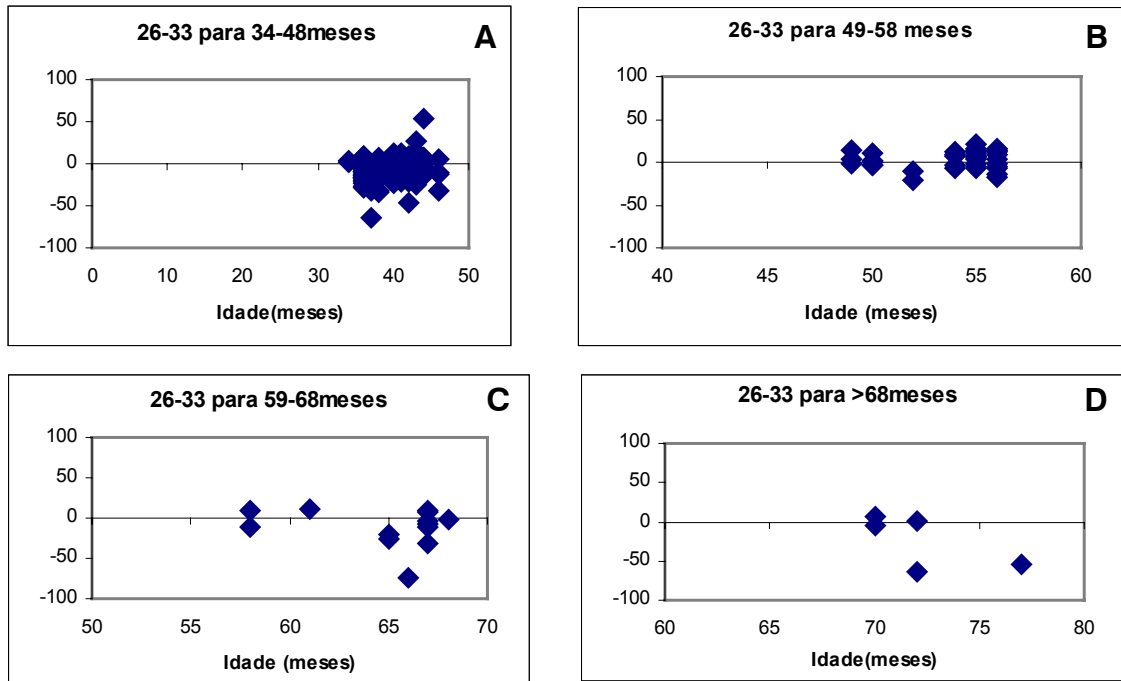 26-33 para 34-48meses
A
100
50
0
-50
-100
0 10 20 30 40 50
Idade(meses)
26-33 para 49-58 meses
B
100
50
0
-50
-100
40 45 50 55 60
Idade (meses)
26-33 para 59-68meses
C
100
50
0
-50
-100
50 55 60 65 70
Idade (meses)
26-33 para >68meses
D
100
50
0
-50
-100
60 65 70 75 80
Idade(meses)